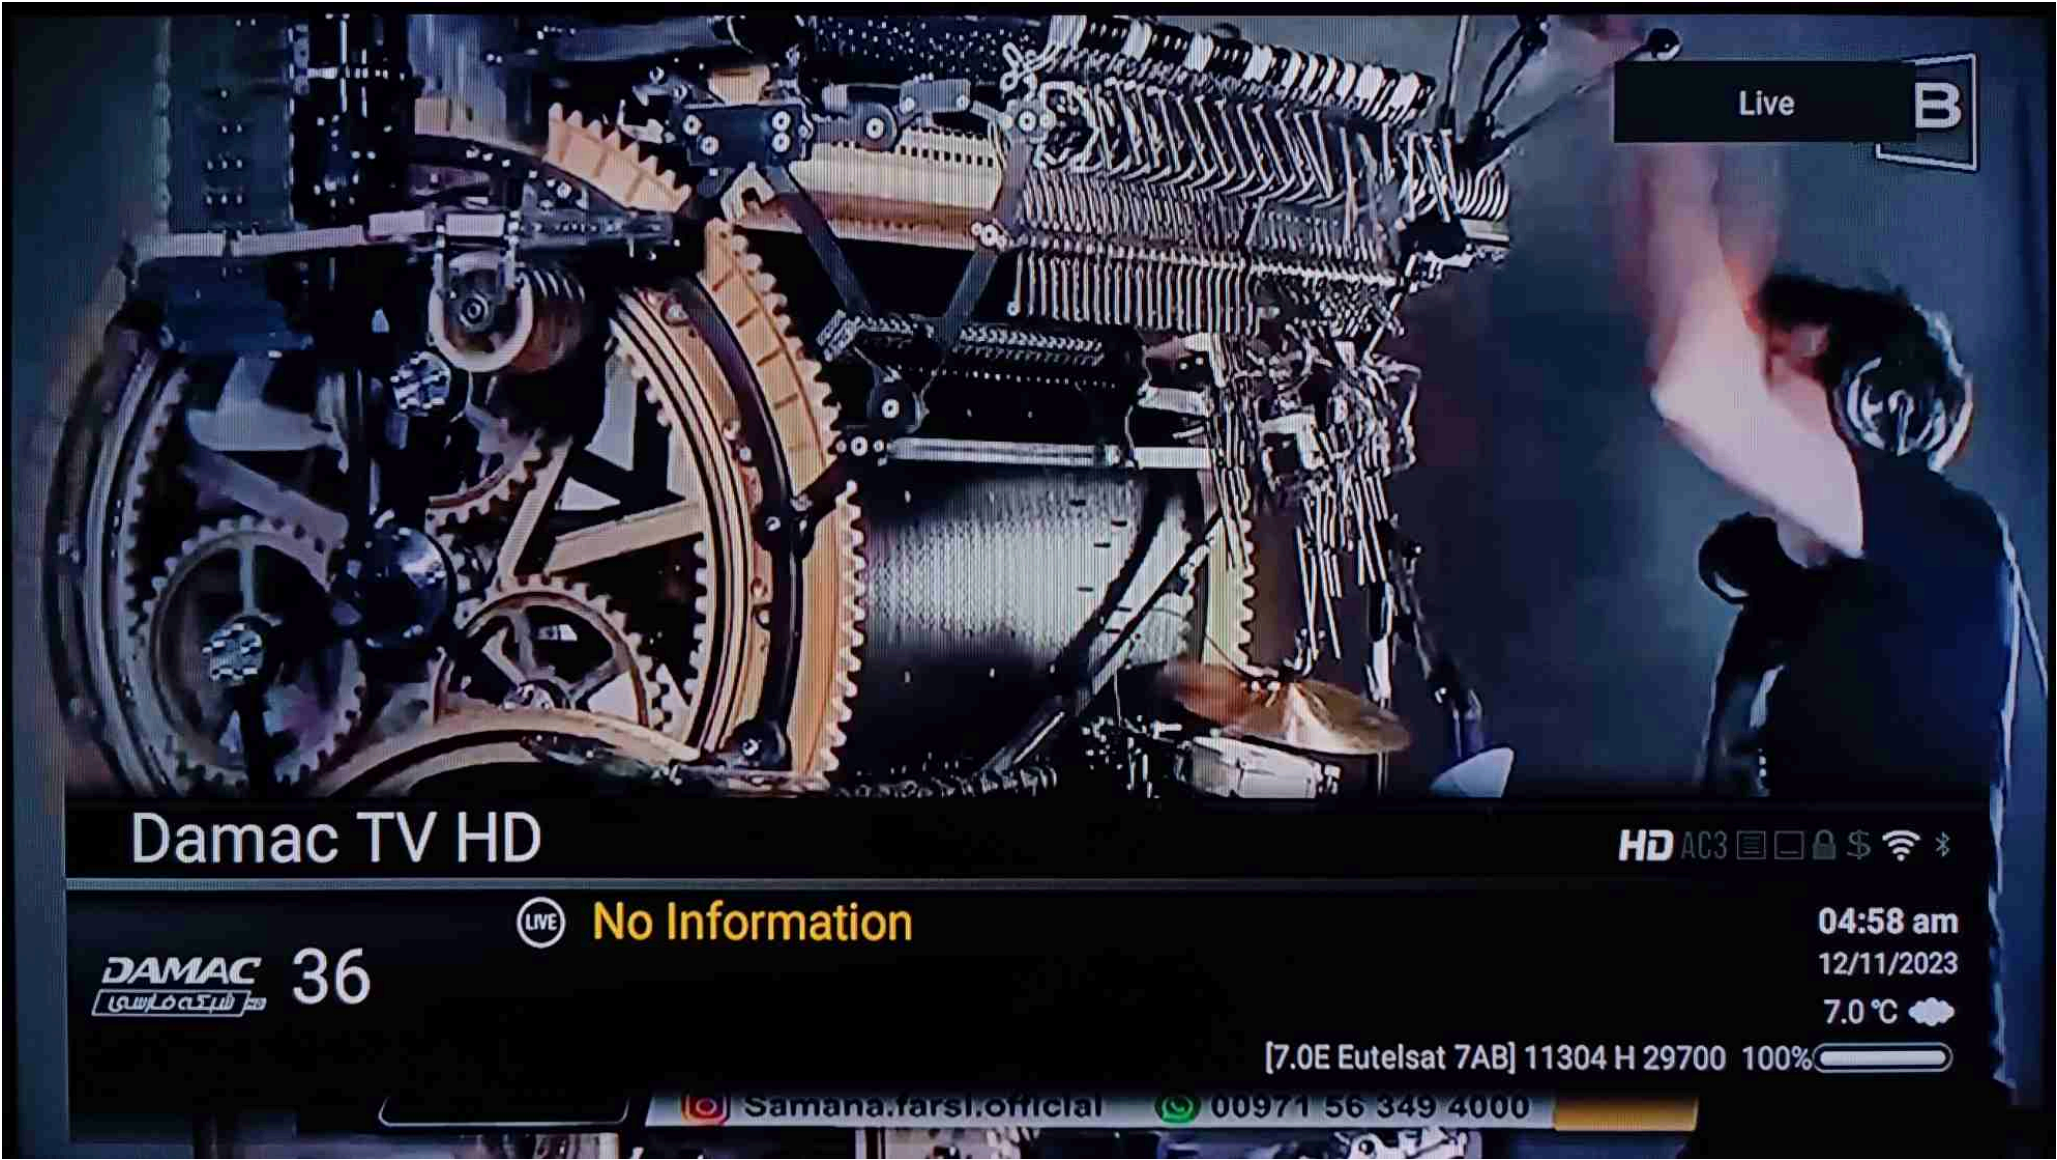 Live
B
Damac TV HD
HD AC3 $
LIVE No Information
04:58 am
DAMAC 36
12/11/2023
شبکه فارسی HD
7.0 °C
[7.0E Eutelsat 7AB] 11304 H 29700 100%
Samana.farsi.official 00971 56 349 4000